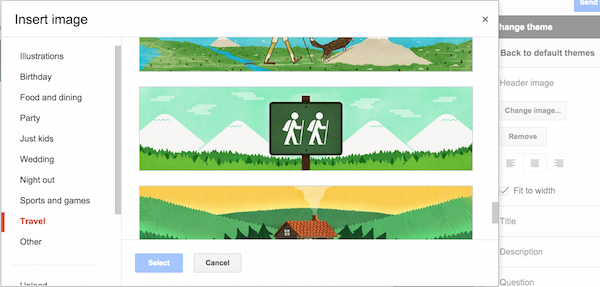 Insert image
×
Illustrations
Birthday
Food and dining
Party
Just kids
Wedding
Night out
Sports and games
Travel
Other
Upload
Select
Cancel
Send
hange theme
Back to default themes
Header image
Change image...
Remove
Fit to width
Title
Description
Question